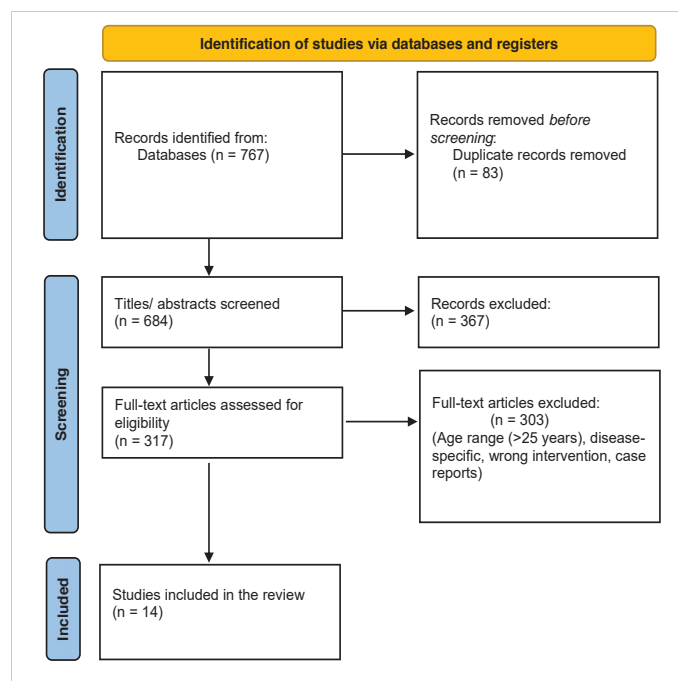 Identification of studies via databases and registers
Identification
Records identified from:
Databases (n = 767)
Records removed before
screening:
Duplicate records removed
(n = 83)
Screening
Titles/ abstracts screened
(n = 684)
Records excluded:
(n = 367)
Full-text articles assessed for
eligibility
(n = 317)
Full-text articles excluded:
(n = 303)
(Age range (>25 years), disease-
specific, wrong intervention, case
reports)
Included
Studies included in the review
(n = 14)